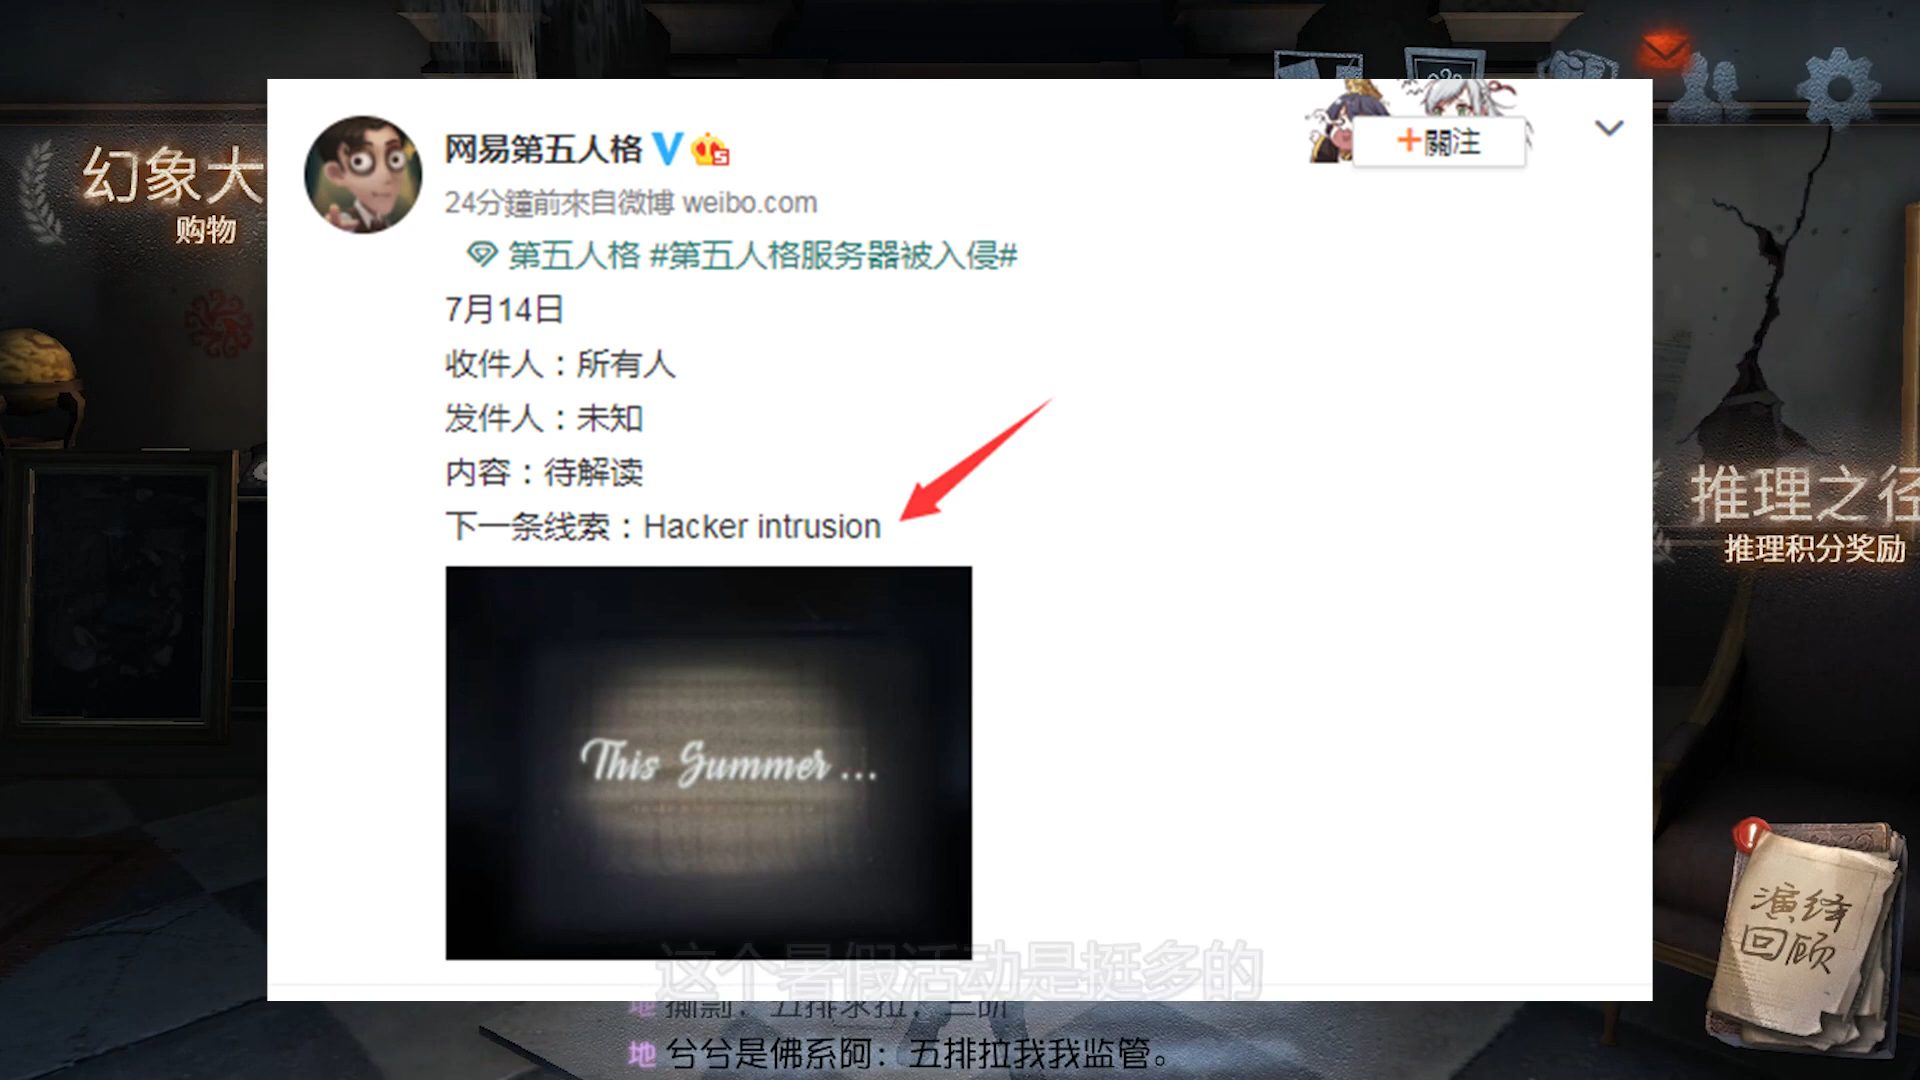 幻象大
购物
网易第五人格
+關注
24分鐘前來自微博 weibo.com
第五人格 #第五人格服务器被入侵#
7月14日
收件人：所有人
发件人：未知
内容：待解读
下一条线索：Hacker intrusion
This Summer ...
推理之径
推理积分奖励
演绎
回顾
这个暑假活动是挺多的
地 兮兮是佛系阿：五排拉我我监管。